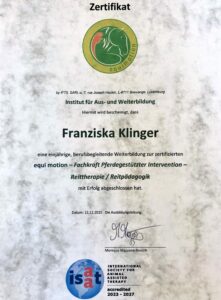 Zertifikat
equimotion
Institut für Aus- und Weiterbildung
Hiermit wird bescheinigt, dass
Franziska Klinger
eine einjährige, berufsbegleitende Weiterbildung zur zertifizierten
equi motion – Fachkraft Pferdegestützter Intervention –
Reittherapie / Reitpädagogik
mit Erfolg abgeschlossen hat.
Die Ausbildungsleitung:
isaat
INTERNATIONAL
SOCIETY FOR
ANIMAL
ASSISTED
THERAPY
accredited
2023 - 2027